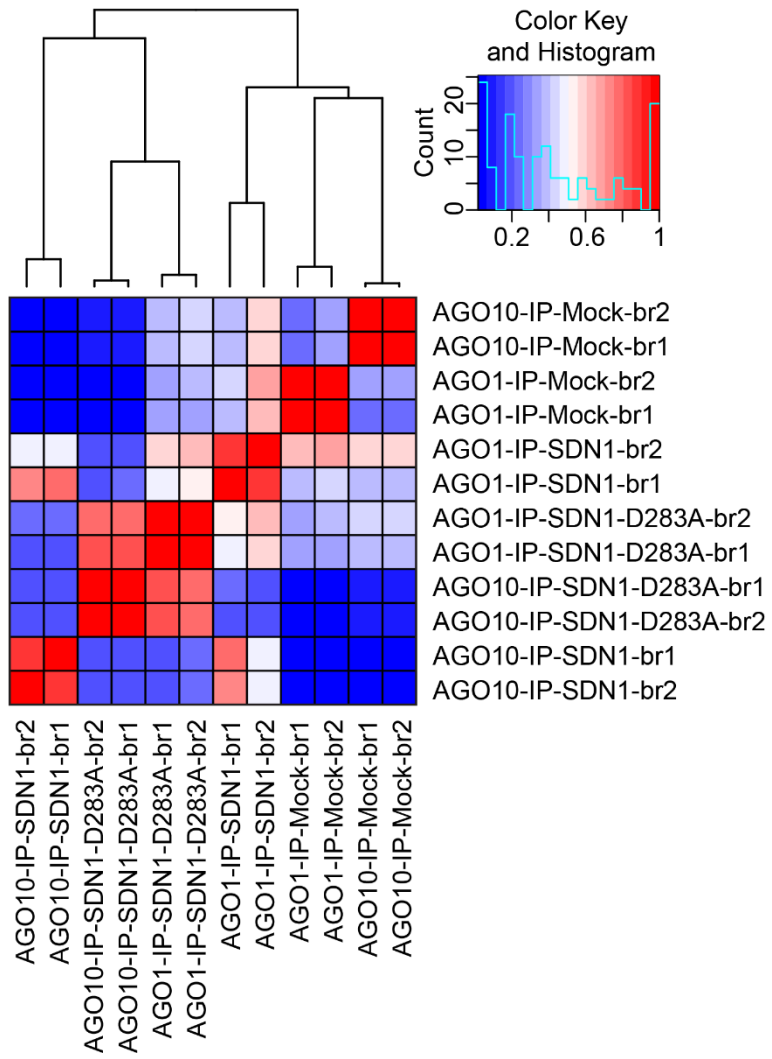 Color Key
and Histogram
Count
0 10 20
0.2 0.6 1
AGO10-IP-Mock-br2
AGO10-IP-Mock-br1
AGO1-IP-Mock-br2
AGO1-IP-Mock-br1
AGO1-IP-SDN1-br2
AGO1-IP-SDN1-br1
AGO1-IP-SDN1-D283A-br2
AGO1-IP-SDN1-D283A-br1
AGO10-IP-SDN1-D283A-br1
AGO10-IP-SDN1-D283A-br2
AGO10-IP-SDN1-br1
AGO10-IP-SDN1-br2
AGO10-IP-SDN1-br2
AGO10-IP-SDN1-br1
AGO10-IP-SDN1-D283A-br2
AGO10-IP-SDN1-D283A-br1
AGO1-IP-SDN1-D283A-br1
AGO1-IP-SDN1-D283A-br2
AGO1-IP-SDN1-br1
AGO1-IP-SDN1-br2
AGO1-IP-Mock-br1
AGO1-IP-Mock-br2
AGO10-IP-Mock-br1
AGO10-IP-Mock-br2